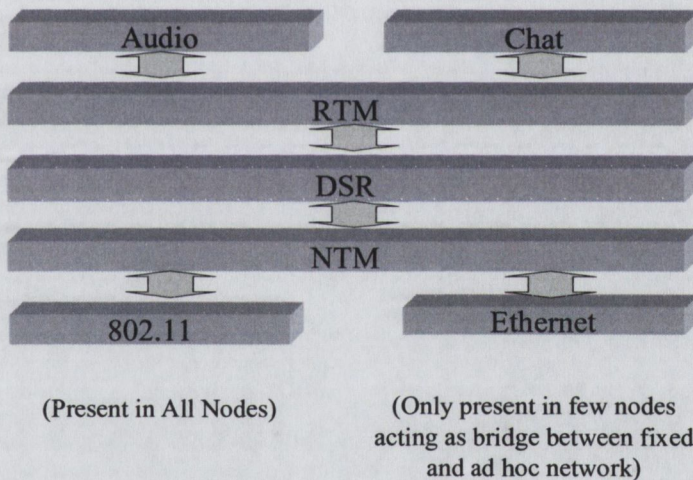 Audio
Chat
RTM
DSR
NTM
802.11
Ethernet
(Present in All Nodes)
(Only present in few nodes
acting as bridge between fixed
and ad hoc network)